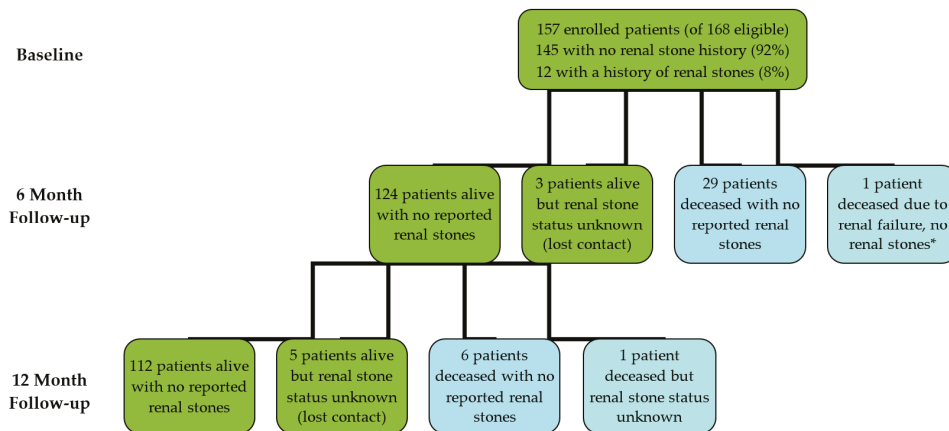 Baseline
157 enrolled patients (of 168 eligible)
145 with no renal stone history (92%)
12 with a history of renal stones (8%)
6 Month
Follow-up
124 patients alive
with no reported
renal stones
3 patients alive
but renal stone
status unknown
(lost contact)
29 patients
deceased with no
reported renal
stones
1 patient
deceased due to
renal failure, no
renal stones*
12 Month
Follow-up
112 patients alive
with no reported
renal stones
5 patients alive
but renal stone
status unknown
(lost contact)
6 patients
deceased with no
reported renal
stones
1 patient
deceased but
renal stone status
unknown